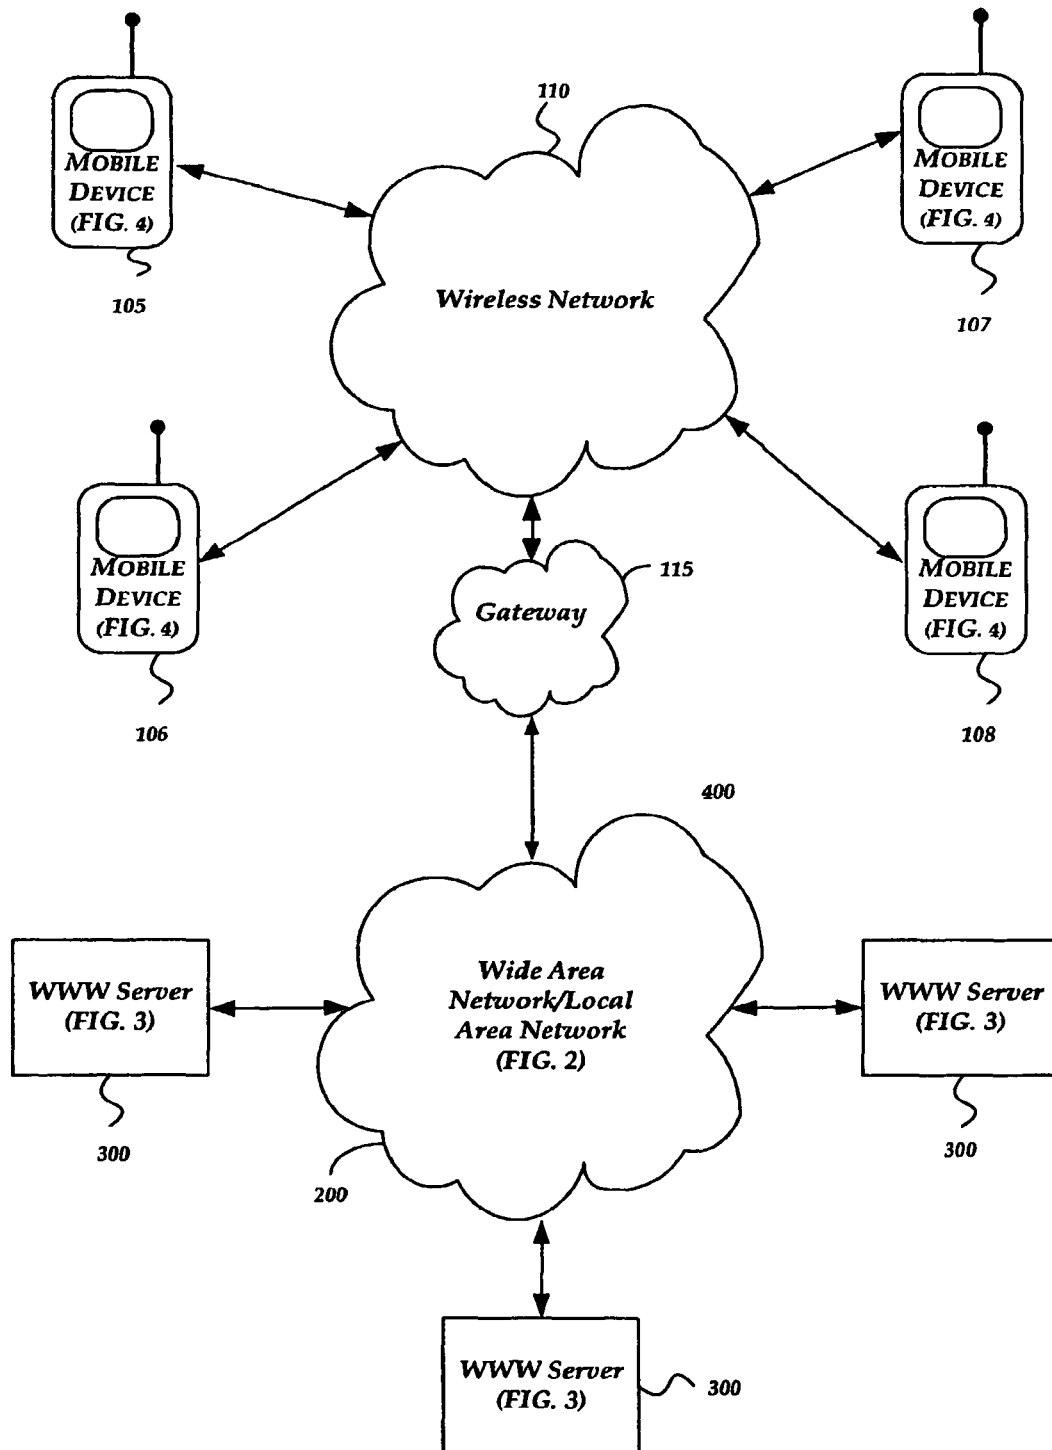 110
MOBILE
DEVICE
(FIG. 4)
105
MOBILE
DEVICE
(FIG. 4)
107
Wireless Network
MOBILE
DEVICE
(FIG. 4)
106
Gateway
115
MOBILE
DEVICE
(FIG. 4)
108
400
WWW Server
(FIG. 3)
300
Wide Area
Network/Local
Area Network
(FIG. 2)
200
WWW Server
(FIG. 3)
300
WWW Server
(FIG. 3)
300